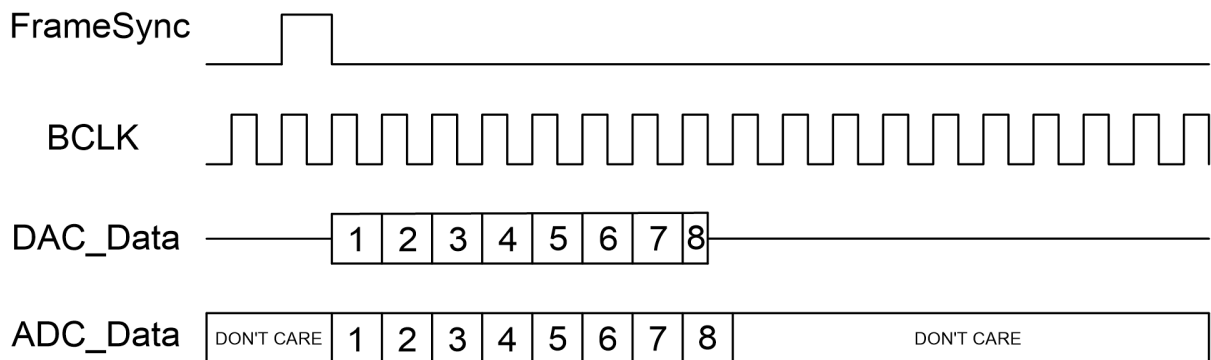 FrameSync
BCLK
DAC_Data 1 2 3 4 5 6 7 8
ADC_Data DON'T CARE 1 2 3 4 5 6 7 8 DON'T CARE